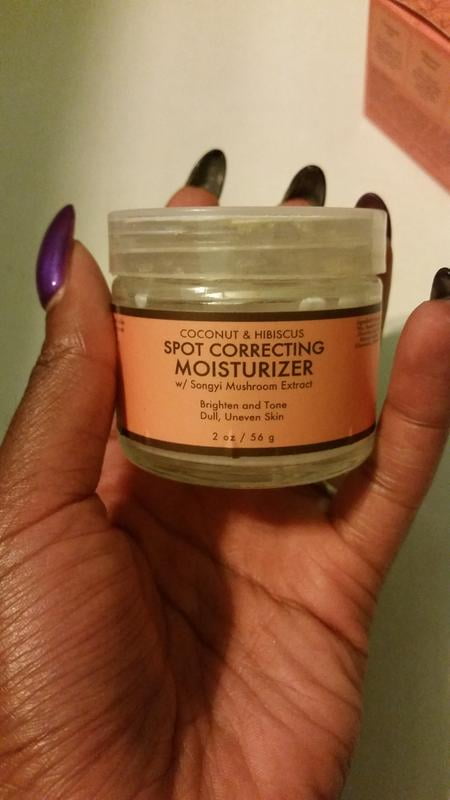 COCONUT & HIBISCUS
SPOT CORRECTING
MOISTURIZER
w/ Songyi Mushroom Extract
Brighten and Tone
Dull, Uneven Skin
2 oz / 56 g